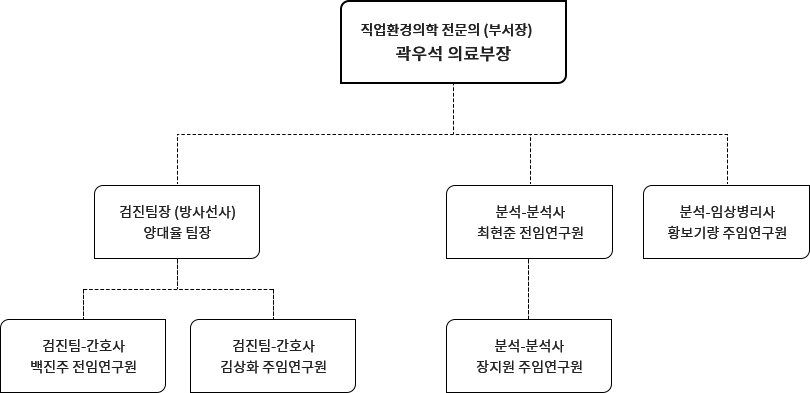 직업환경의학 전문의 (부서장)
곽우석 의료부장
검진팀장 (방사선사)
양대율 팀장
분석-분석사
최현준 전임연구원
분석-임상병리사
황보기량 주임연구원
검진팀-간호사
백진주 전임연구원
검진팀-간호사
김상화 주임연구원
분석-분석사
장지원 주임연구원